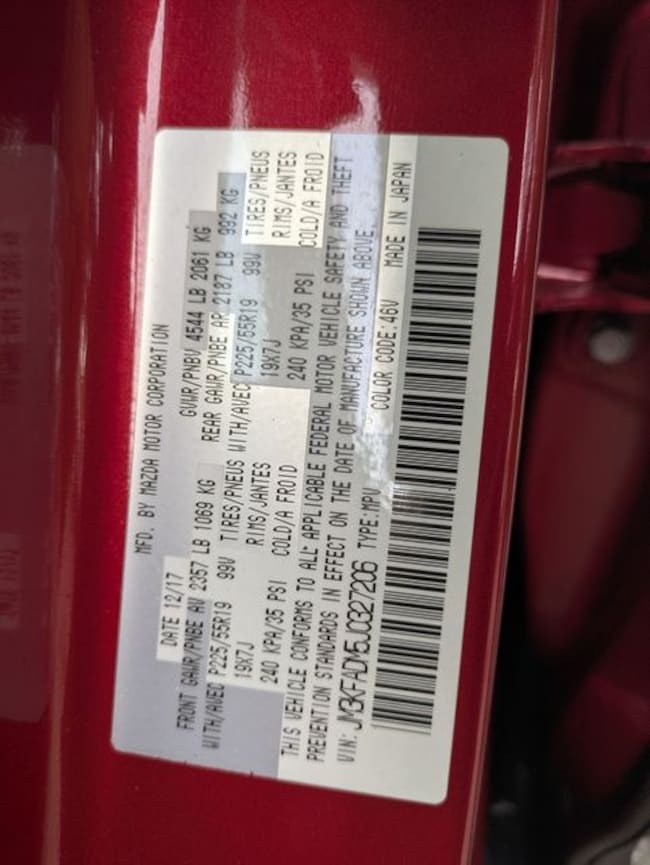 MFD. BY MAZDA MOTOR CORPORATION
DATE 12/17 GVWR/PNBV 4544 LB 2061 KG
FRONT GAWR/PNBE AV 2357 LB 1069 KG REAR GAWR/PNBE AR 2187 LB 992 KG
WITH/AVEC P225/55R19 99V TIRES/PNEUS WITH/AVEC P225/55R19 99V TIRES/PNEUS
19X7J RIMS/JANTES 19X7J RIMS/JANTES
240 KPA/35 PSI COLD/A FROID 240 KPA/35 PSI COLD/A FROID
THIS VEHICLE CONFORMS TO ALL APPLICABLE FEDERAL MOTOR VEHICLE SAFETY AND THEFT
PREVENTION STANDARDS IN EFFECT ON THE DATE OF MANUFACTURE SHOWN ABOVE.
VIN: JM3KFADM5J0327206 TYPE:MPV COLOR CODE:46V MADE IN JAPAN